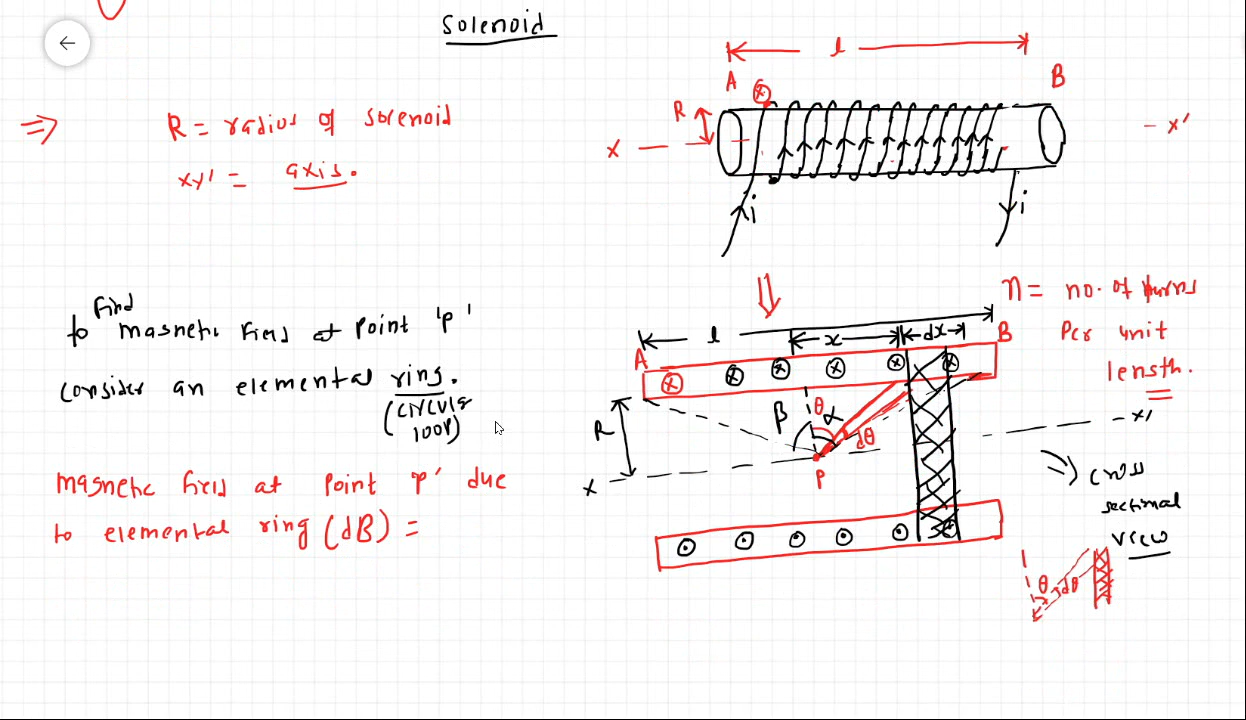 Solenoid
l
A
B
R
⇒ R = radius of solenoid
x
- x'
xy' = axis.
i
i
to Find magnetic field at point 'p'
consider an elemental ring.
(circular
loop)
n = no. of turns
Per unit
length.
A
l
x
dx
B
R
β
θ
α
dθ
- x'
x
P
⇒ cross
sectional
view
magnetic field at point 'p' due
to elemental ring (dB) =
θ
dθ